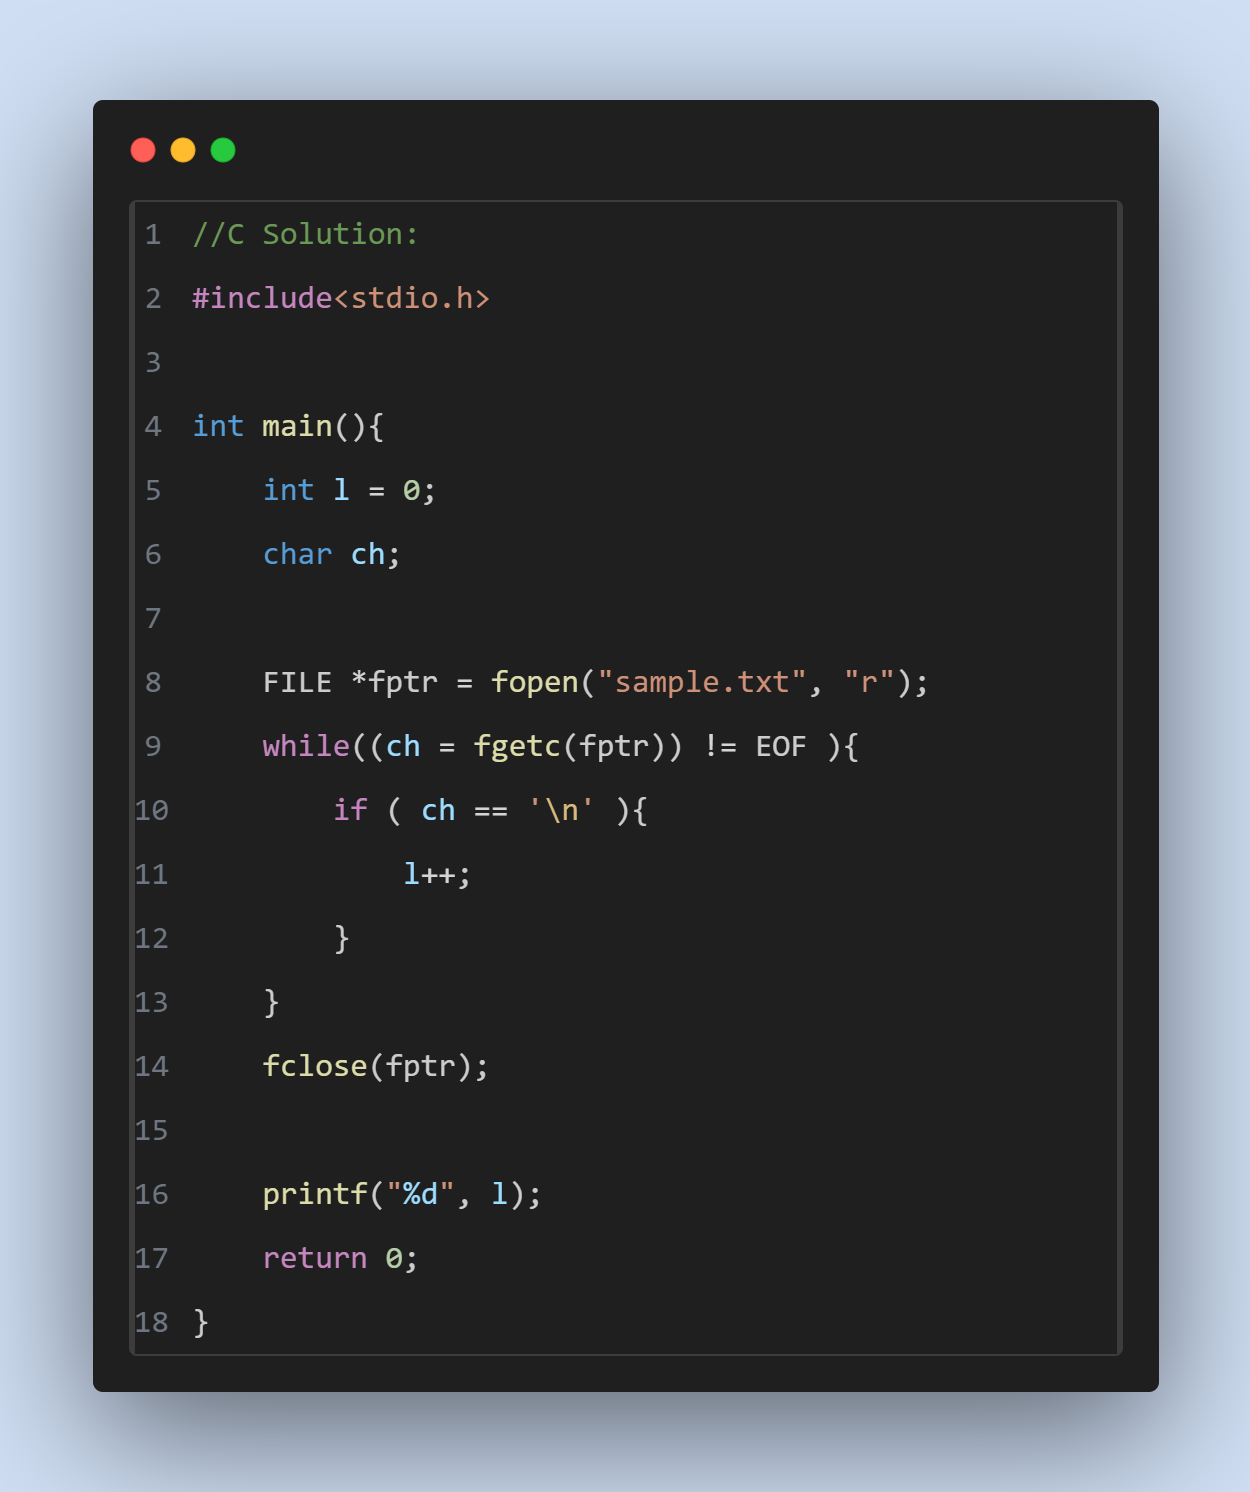 1 //C Solution:
2 #include<stdio.h>
3
4 int main(){
5     int l = 0;
6     char ch;
7
8     FILE *fptr = fopen("sample.txt", "r");
9     while((ch = fgetc(fptr)) != EOF ){
10         if ( ch == '\n' ){
11             l++;
12         }
13     }
14     fclose(fptr);
15
16     printf("%d", l);
17     return 0;
18 }